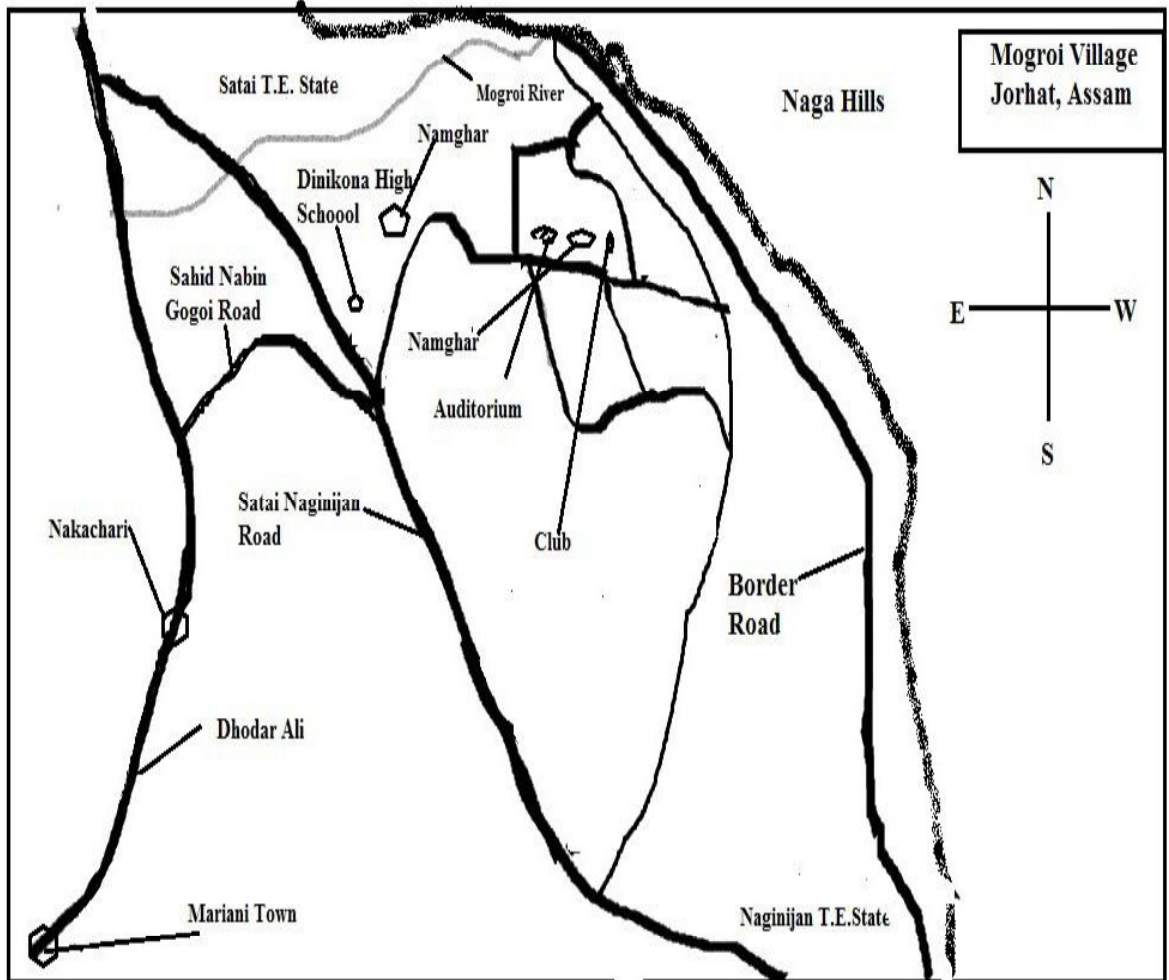 Mogroi Village
Jorhat, Assam
Satai T.E. State
Mogroi River
Naga Hills
Namghar
Dinikona High
Schoool
N
Sahid Nabin
Gogoi Road
E
W
Namghar
Auditorium
S
Satai Naginijan
Road
Nakachari
Club
Border
Road
Dhodar Ali
Mariani Town
Naginijan T.E.State